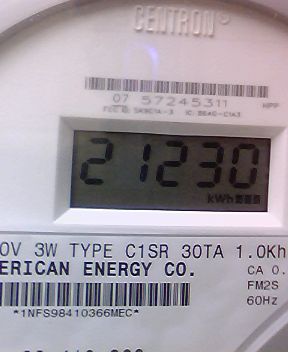 CENTRON®
07 57245311 HPP
21230
kWh
0V 3W TYPE C1SR 30TA 1.0Kh
ERICAN ENERGY CO. CA 0.
FM2S
60Hz
*1NFS98410366MEC*